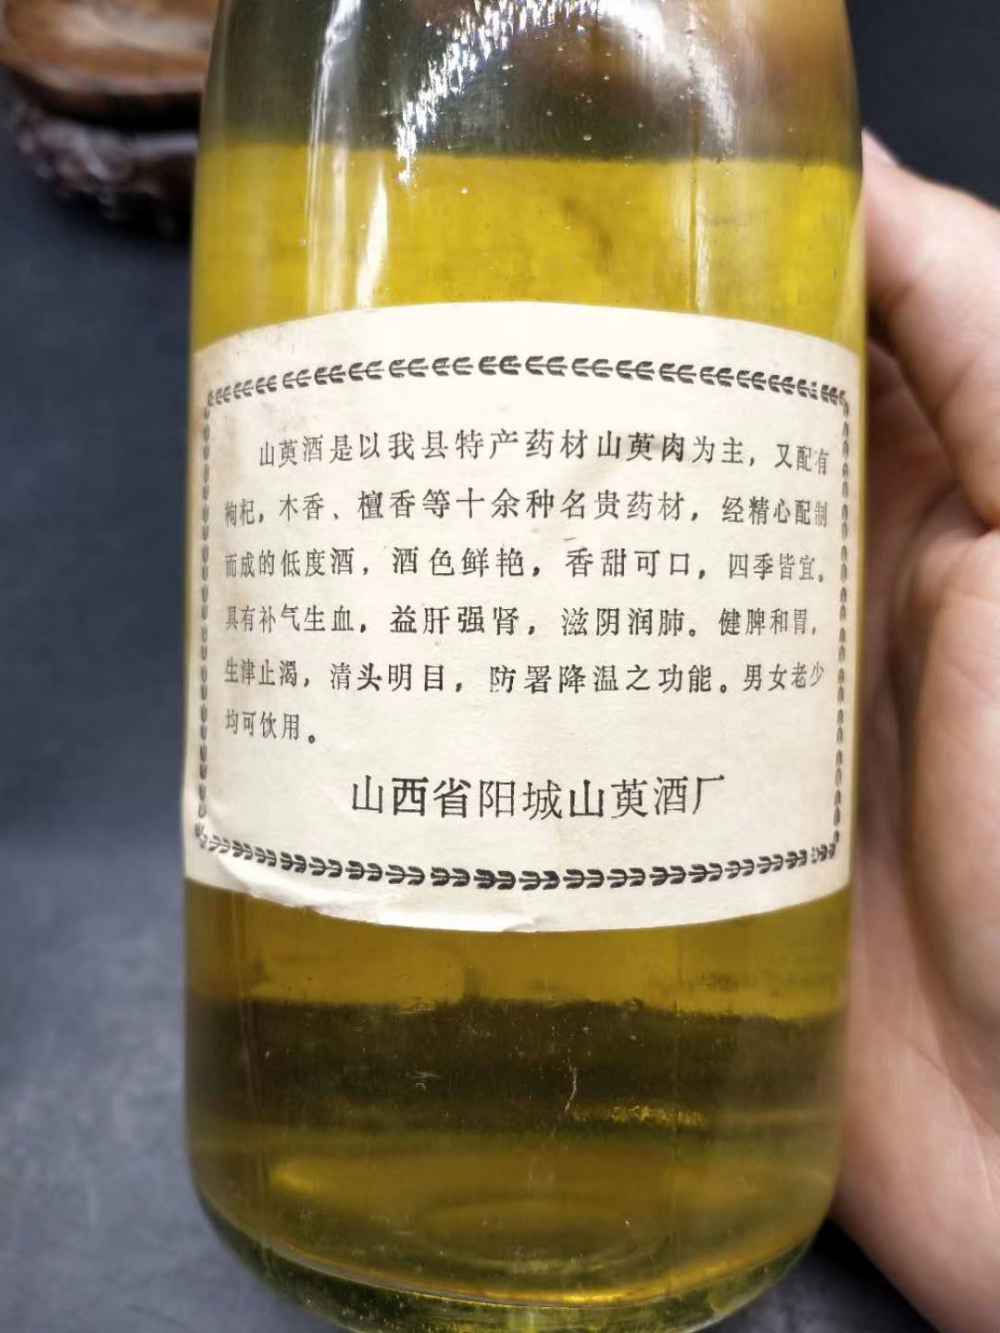 山萸酒是以我县特产药材山萸肉为主，又配有
枸杞，木香、檀香等十余种名贵药材，经精心配制
而成的低度酒，酒色鲜艳，香甜可口，四季皆宜。
具有补气生血，益肝强肾，滋阴润肺。健脾和胃，
生津止渴，清头明目，防署降温之功能。男女老少
均可饮用。
山西省阳城山萸酒厂